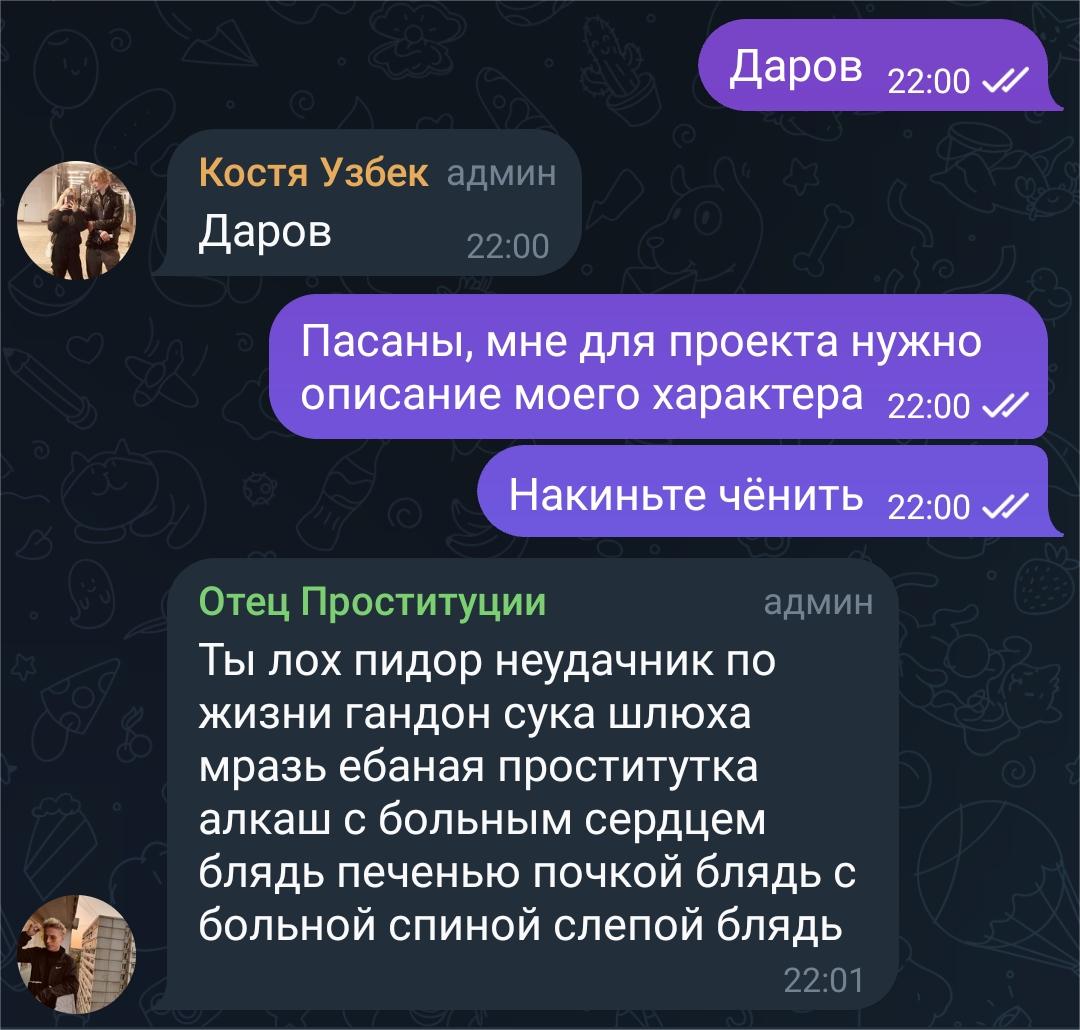 Даров 22:00
Костя Узбек админ
Даров 22:00
Пасаны, мне для проекта нужно
описание моего характера 22:00
Накиньте чёнить 22:00
Отец Проституции админ
Ты лох пидор неудачник по
жизни гандон сука шлюха
мразь ебаная проститутка
алкаш с больным сердцем
блядь печенью почкой блядь с
больной спиной слепой блядь
22:01